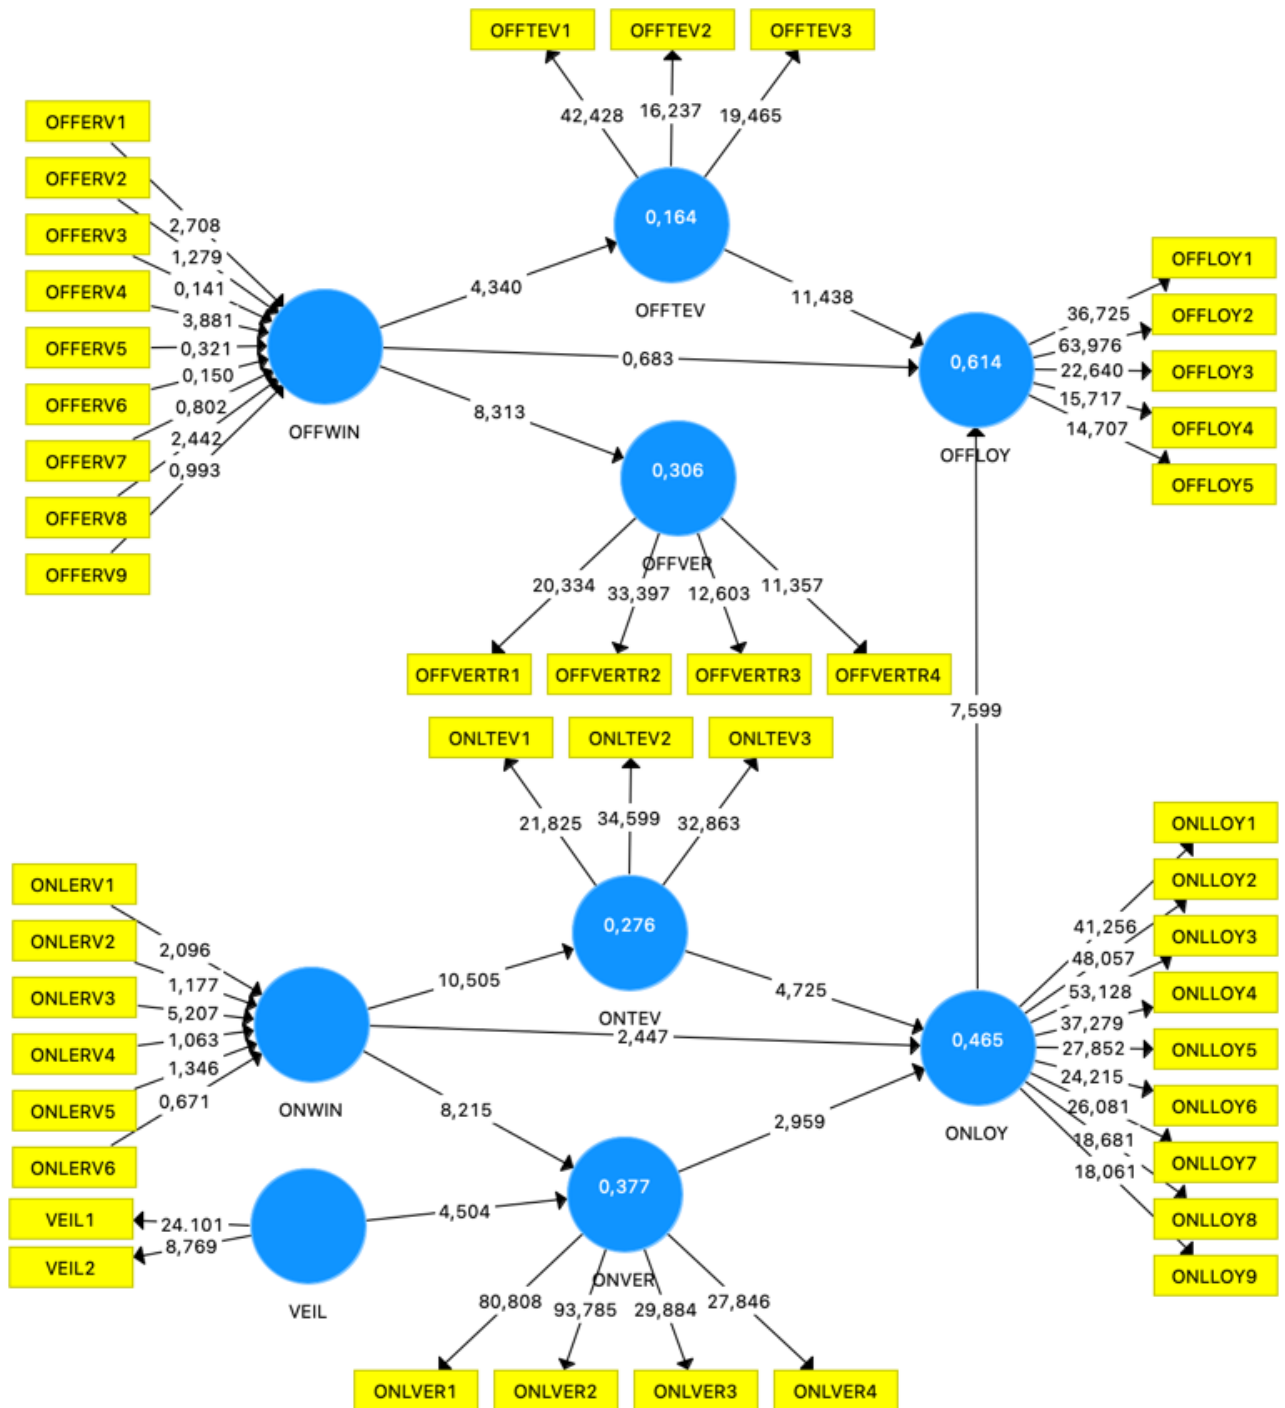 OFFTEV1 OFFTEV2 OFFTEV3
42,428 16,237 19,465
OFFERV1
OFFERV2
OFFERV3
OFFERV4
OFFERV5
OFFERV6
OFFERV7
OFFERV8
OFFERV9
2,708
1,279
0,141
3,881
0,321
0,150
0,802
2,442
0,993
OFFWIN
4,340
0,683
8,313
0,164
OFFTEV
11,438
0,306
OFFVER
20,334 33,397 12,603 11,357
OFFVERTR1 OFFVERTR2 OFFVERTR3 OFFVERTR4
0,614
OFFLOY
36,725
63,976
22,640
15,717
14,707
OFFLOY1
OFFLOY2
OFFLOY3
OFFLOY4
OFFLOY5
7,599
ONLTEV1 ONLTEV2 ONLTEV3
21,825 34,599 32,863
ONLERV1
ONLERV2
ONLERV3
ONLERV4
ONLERV5
ONLERV6
2,096
1,177
5,207
1,063
1,346
0,671
ONWIN
10,505
2,447
8,215
0,276
ONTEV
4,725
VEIL1
VEIL2
24.101
8,769
VEIL
4,504
0,377
ONVER
2,959
80,808 93,785 29,884 27,846
ONLVER1 ONLVER2 ONLVER3 ONLVER4
0,465
ONLOY
41,256
48,057
53,128
37,279
27,852
24,215
26,081
18,681
18,061
ONLLOY1
ONLLOY2
ONLLOY3
ONLLOY4
ONLLOY5
ONLLOY6
ONLLOY7
ONLLOY8
ONLLOY9